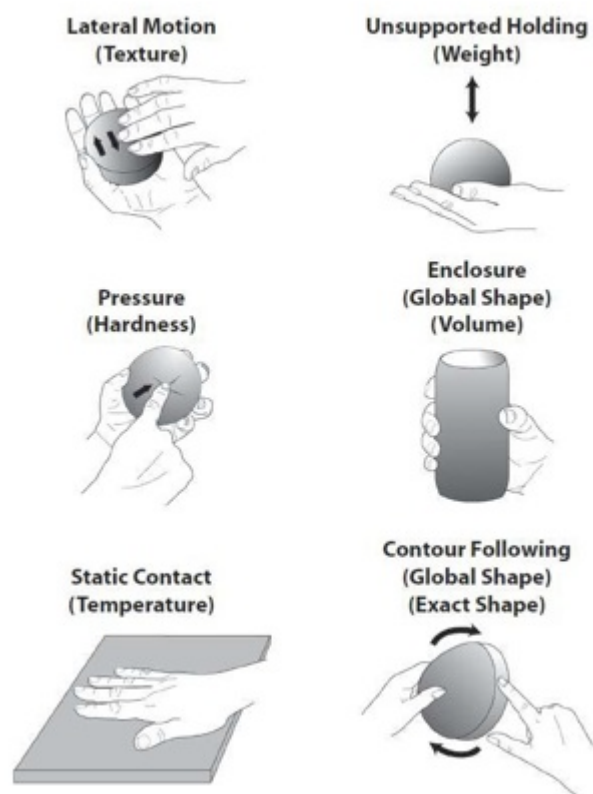 Lateral Motion
(Texture)
Unsupported Holding
(Weight)
Pressure
(Hardness)
Enclosure
(Global Shape)
(Volume)
Static Contact
(Temperature)
Contour Following
(Global Shape)
(Exact Shape)